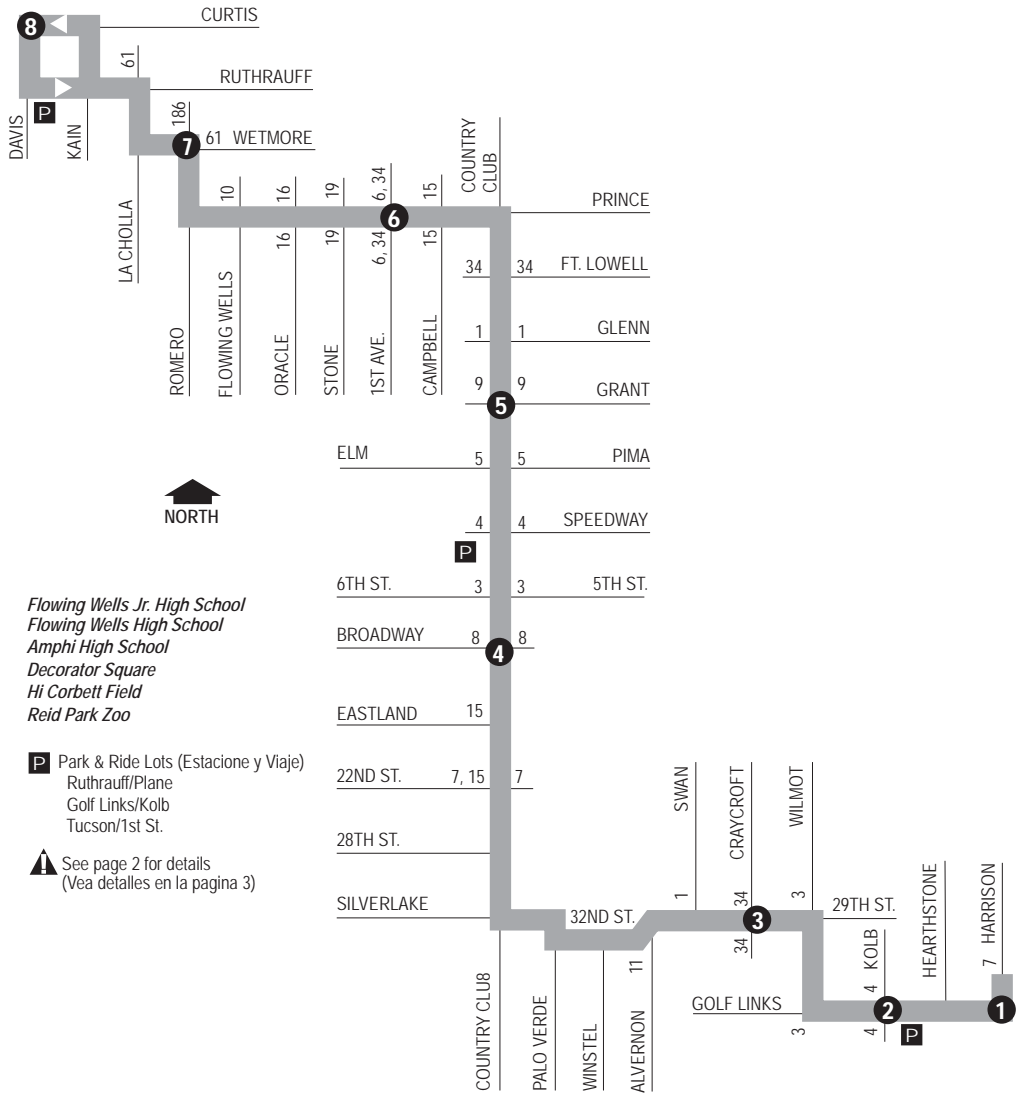 8
CURTIS
61
RUTHRAUFF
P
DAVIS
KAIN
186
7
61 WETMORE
LA CHOLLA
COUNTRY
CLUB
10
16
19
6, 34
15
PRINCE
6
16
19
6, 34
15
ROMERO
FLOWING WELLS
ORACLE
STONE
1ST AVE.
CAMPBELL
34
34
FT. LOWELL
1
1
GLENN
9
9
GRANT
5
ELM
5
5
PIMA
NORTH
4
4
SPEEDWAY
P
6TH ST.
3
3
5TH ST.
BROADWAY
8
8
4
Flowing Wells Jr. High School
Flowing Wells High School
Amphi High School
Decorator Square
Hi Corbett Field
Reid Park Zoo
EASTLAND
15
P Park & Ride Lots (Estacione y Viaje)
Ruthrauff/Plane
Golf Links/Kolb
Tucson/1st St.
22ND ST.
7, 15
7
! See page 2 for details
(Vea detalles en la pagina 3)
28TH ST.
SILVERLAKE
32ND ST.
SWAN
CRAYCROFT
WILMOT
1
34
3
3
34
29TH ST.
KOLB
HEARTHSTONE
HARRISON
7
4
11
GOLF LINKS
2
1
3
4
P
COUNTRY CLU8
PALO VERDE
WINSTEL
ALVERNON